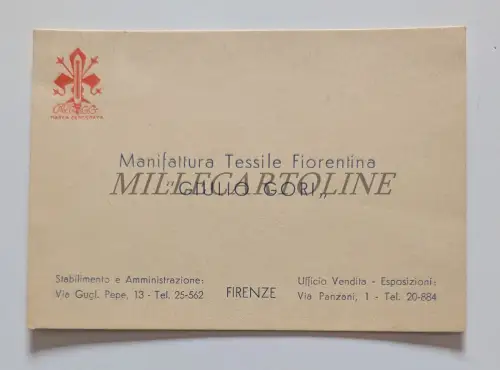 MARCA DEPOSITATA
Manifattura Tessile Fiorentina
"GIULIO GORI„
MILLECARTOLINE
Stabilimento e Amministrazione:
Via Gugl. Pepe, 13 - Tel. 25-562
FIRENZE
Ufficio Vendita - Esposizioni:
Via Panzani, 1 - Tel. 20-884